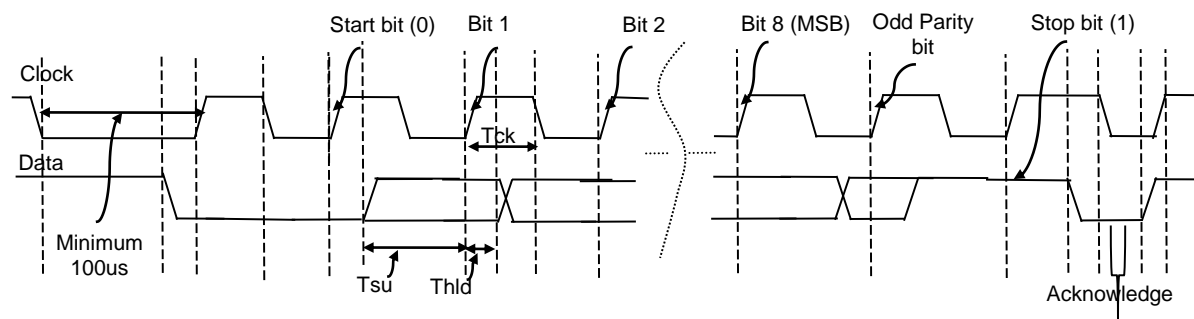 Start bit (0)
Bit 1
Bit 2
Bit 8 (MSB)
Odd Parity
bit
Stop bit (1)
Clock
Tck
Data
Minimum
100us
Tsu
Thld
Acknowledge